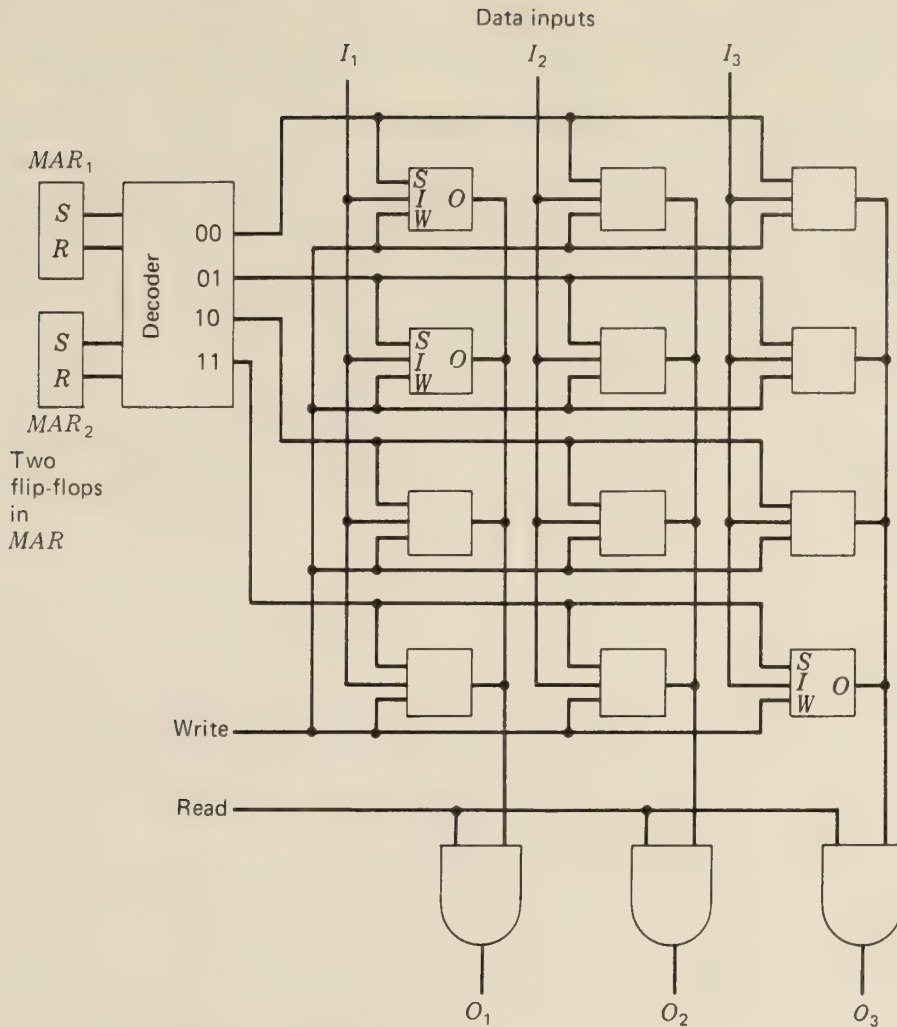 Data inputs
I₁ I₂ I₃
MAR₁
S
R
Decoder
00
01
10
11
S
R
MAR₂
Two
flip-flops
in
MAR
S
I O
W
S
I O
W
S
I O
W
Write
Read
O₁ O₂ O₃